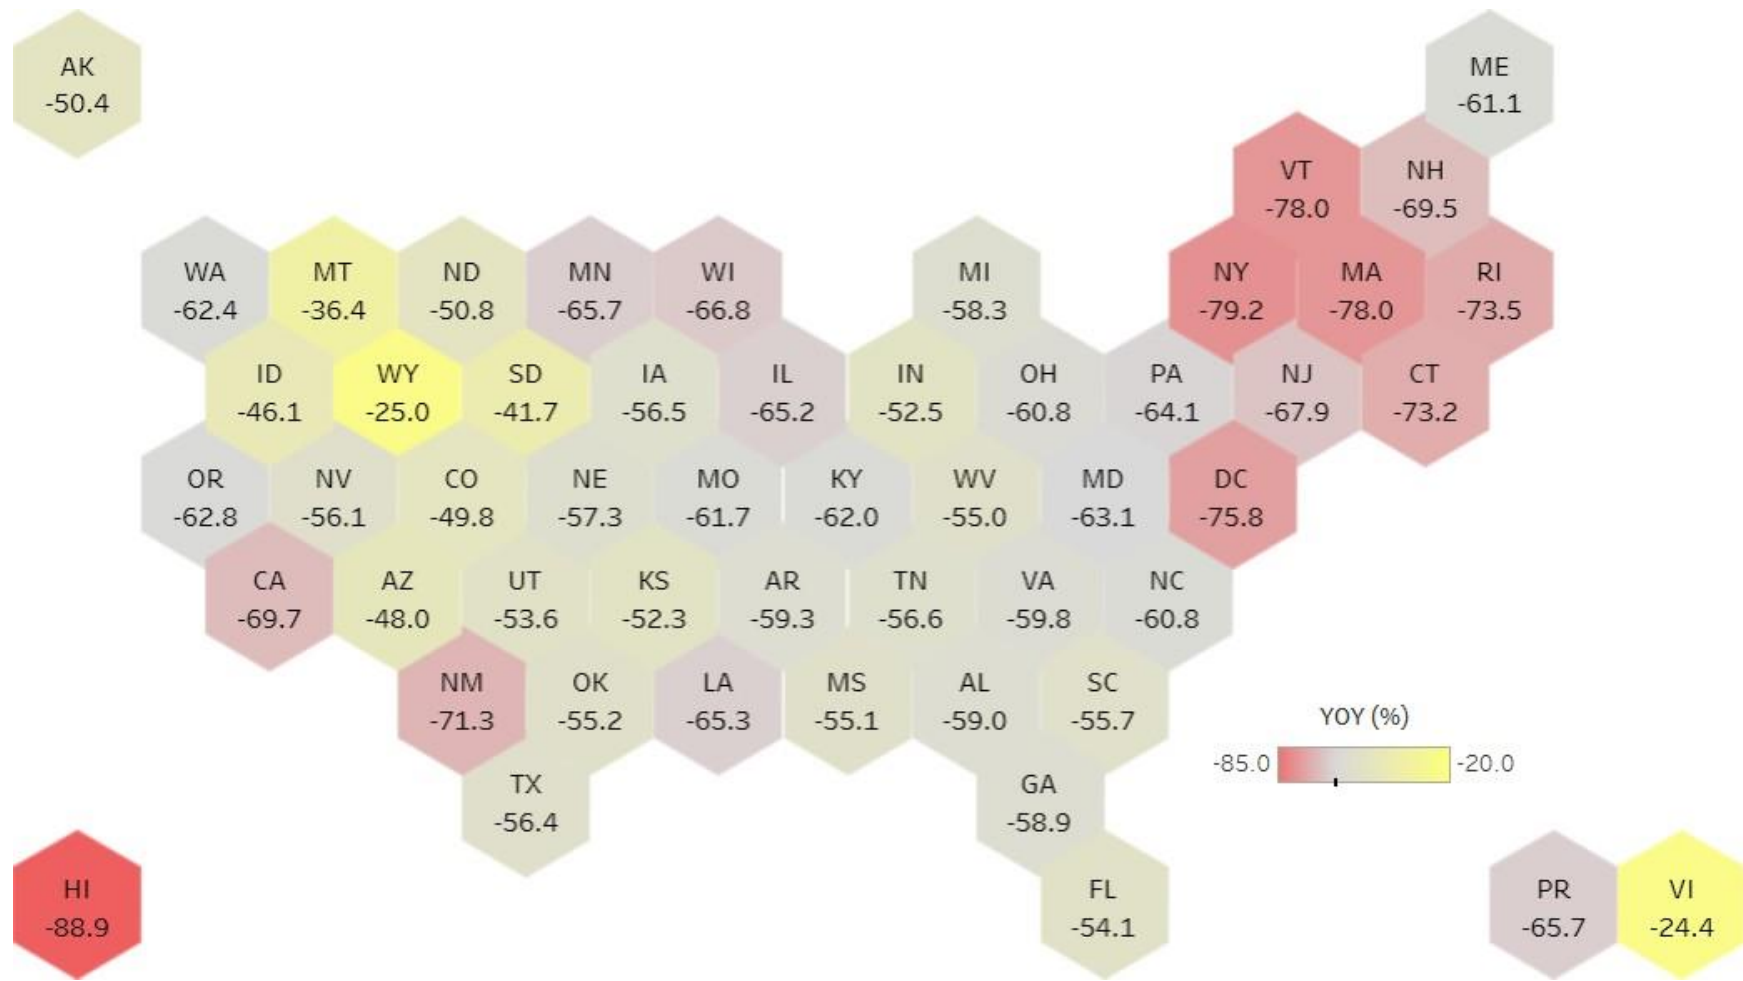 AK
-50.4
ME
-61.1
VT
-78.0
NH
-69.5
WA
-62.4
MT
-36.4
ND
-50.8
MN
-65.7
WI
-66.8
MI
-58.3
NY
-79.2
MA
-78.0
RI
-73.5
ID
-46.1
WY
-25.0
SD
-41.7
IA
-56.5
IL
-65.2
IN
-52.5
OH
-60.8
PA
-64.1
NJ
-67.9
CT
-73.2
OR
-62.8
NV
-56.1
CO
-49.8
NE
-57.3
MO
-61.7
KY
-62.0
WV
-55.0
MD
-63.1
DC
-75.8
CA
-69.7
AZ
-48.0
UT
-53.6
KS
-52.3
AR
-59.3
TN
-56.6
VA
-59.8
NC
-60.8
NM
-71.3
OK
-55.2
LA
-65.3
MS
-55.1
AL
-59.0
SC
-55.7
TX
-56.4
GA
-58.9
YOY (%)
-85.0 -20.0
HI
-88.9
FL
-54.1
PR
-65.7
VI
-24.4